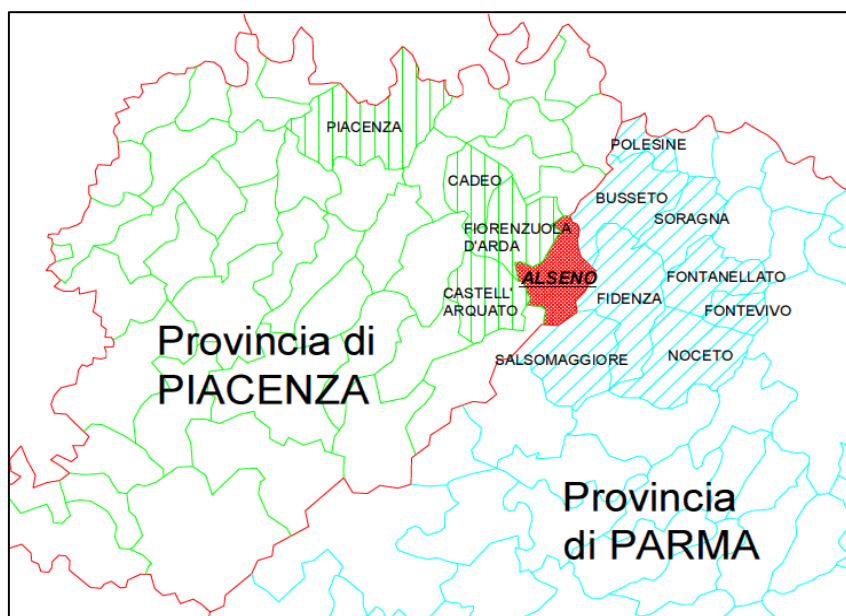 PIACENZA
POLESINE
CADEO
BUSSETO
SORAGNA
FIORENZUOLA
D'ARDA
ALSENO
FONTANELLATO
CASTELL'
ARQUATO
FIDENZA
FONTEVIVO
Provincia di
PIACENZA
SALSOMAGGIORE
NOCETO
Provincia
di PARMA